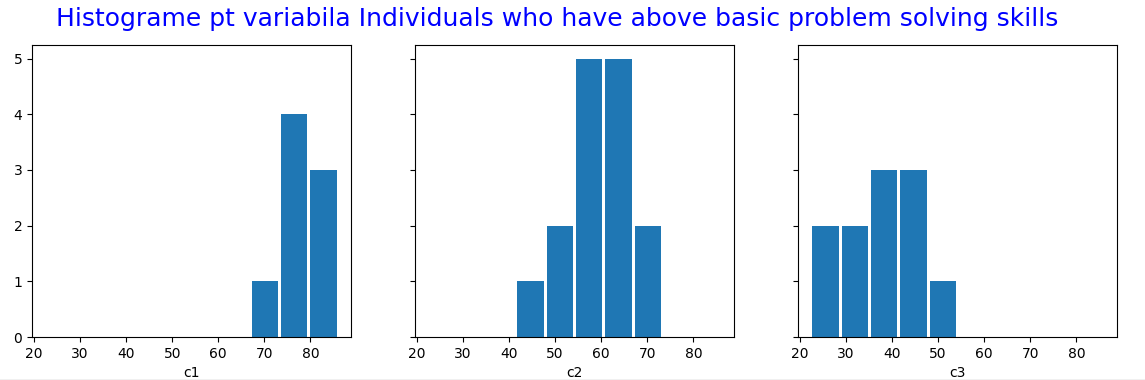 Histograme pt variabila Individuals who have above basic problem solving skills
5
4
3
2
1
0
20 30 40 50 60 70 80
c1
20 30 40 50 60 70 80
c2
20 30 40 50 60 70 80
c3